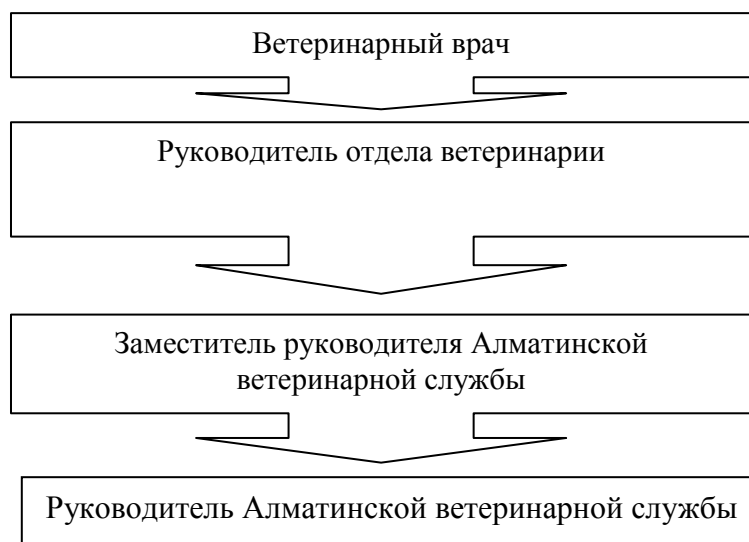 Ветеринарный врач
Руководитель отдела ветеринарии
Заместитель руководителя Алматинской
ветеринарной службы
Руководитель Алматинской ветеринарной службы